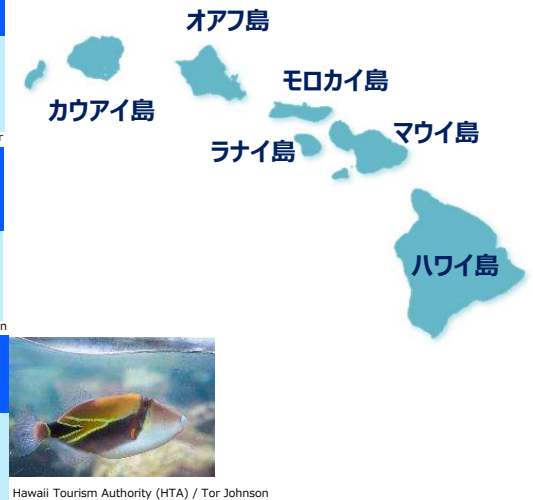 オアフ島
モロカイ島
カウアイ島
マウイ島
ラナイ島
r
ハワイ島
n
Hawaii Tourism Authority (HTA) / Tor Johnson